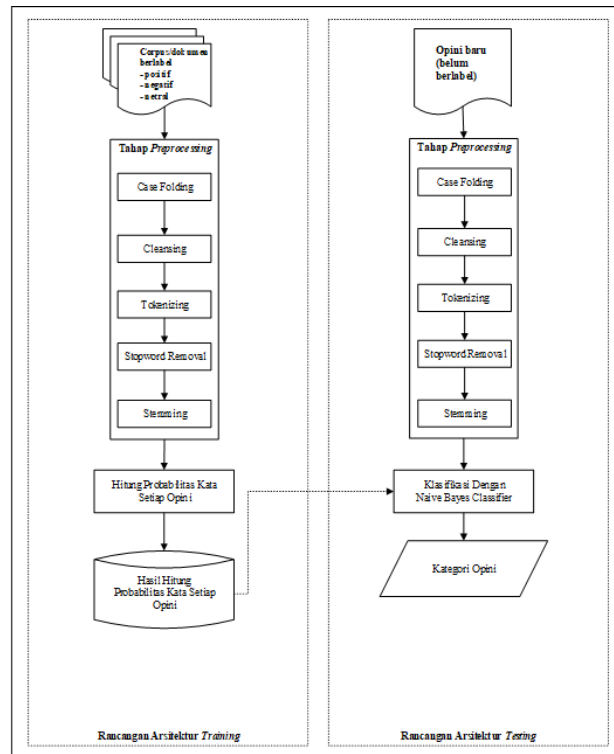 Corpus/dokumen
berlabel
- positif
- negatif
- netral
Tahap Preprocessing
Case Folding
Cleansing
Tokenizing
Stopword Removal
Stemming
Hitung Probabilitas Kata
Setiap Opini
Hasil Hitung
Probabilitas Kata Setiap
Opini
Rancangan Arsitektur Training
Opini baru
(belum
berlabel)
Tahap Preprocessing
Case Folding
Cleansing
Tokenizing
Stopword Removal
Stemming
Klasifikasi Dengan
Naive Bayes Classifier
Kategori Opini
Rancangan Arsitektur Testing